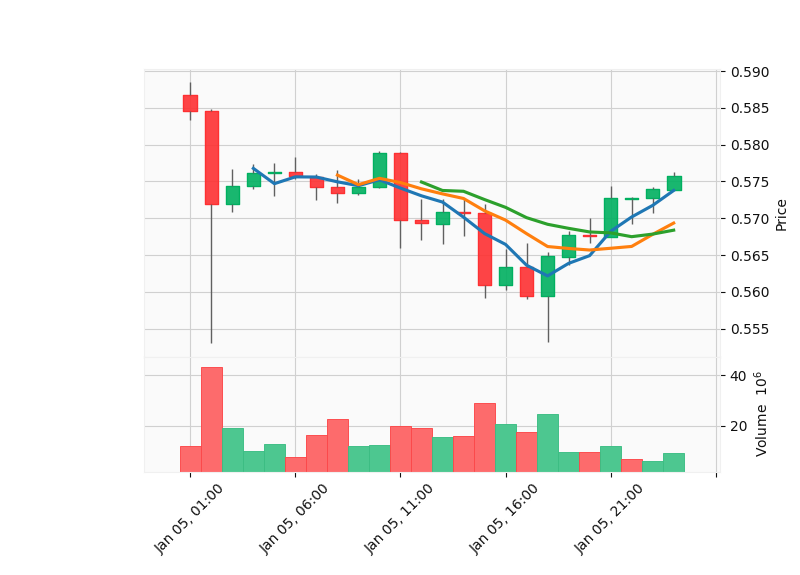 0.590
0.585
0.580
0.575
0.570
0.565
0.560
0.555
Price
40
20
Volume 10⁶
Jan 05, 01:00
Jan 05, 06:00
Jan 05, 11:00
Jan 05, 16:00
Jan 05, 21:00